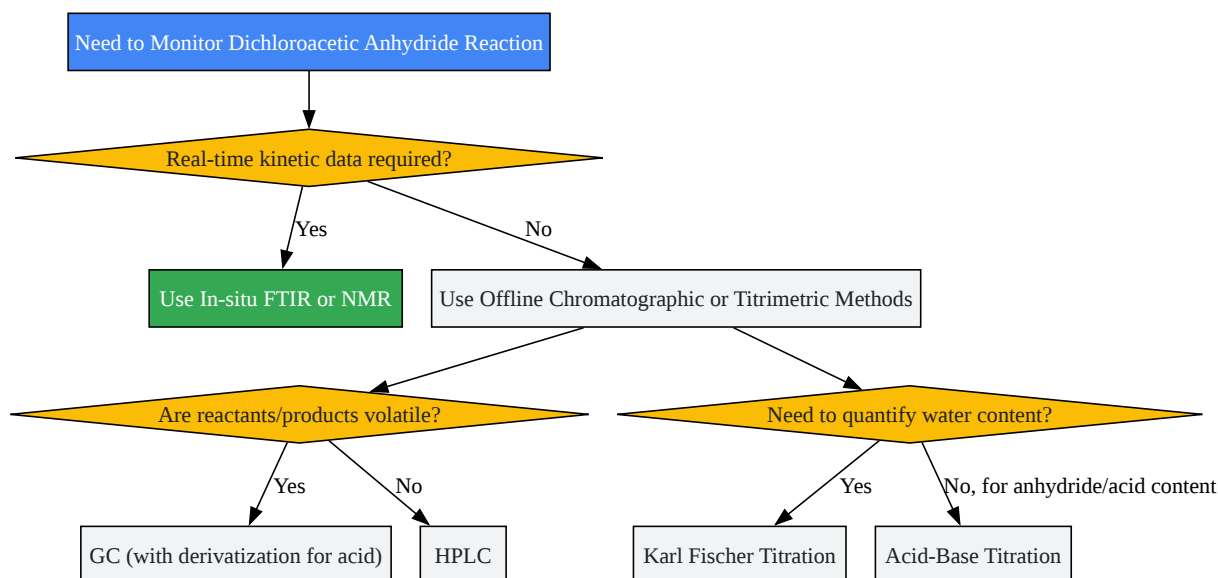 Need to Monitor Dichloroacetic Anhydride Reaction
Real-time kinetic data required?
Yes
No
Use In-situ FTIR or NMR
Use Offline Chromatographic or Titrimetric Methods
Are reactants/products volatile?
Need to quantify water content?
Yes
No
Yes
No, for anhydride/acid content
GC (with derivatization for acid)
HPLC
Karl Fischer Titration
Acid-Base Titration